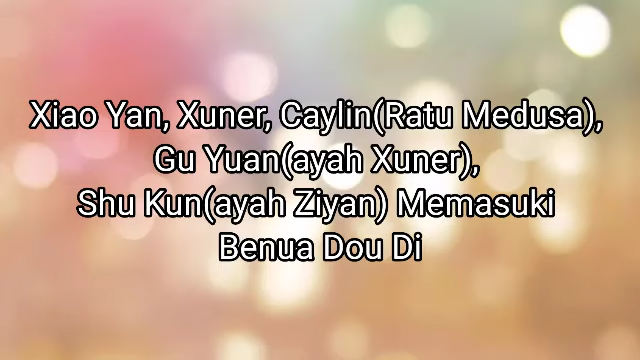 Xiao Yan, Xuner, Caylin(Ratu Medusa),
Gu Yuan(ayah Xuner),
Shu Kun(ayah Ziyan) Memasuki
Benua Dou Di